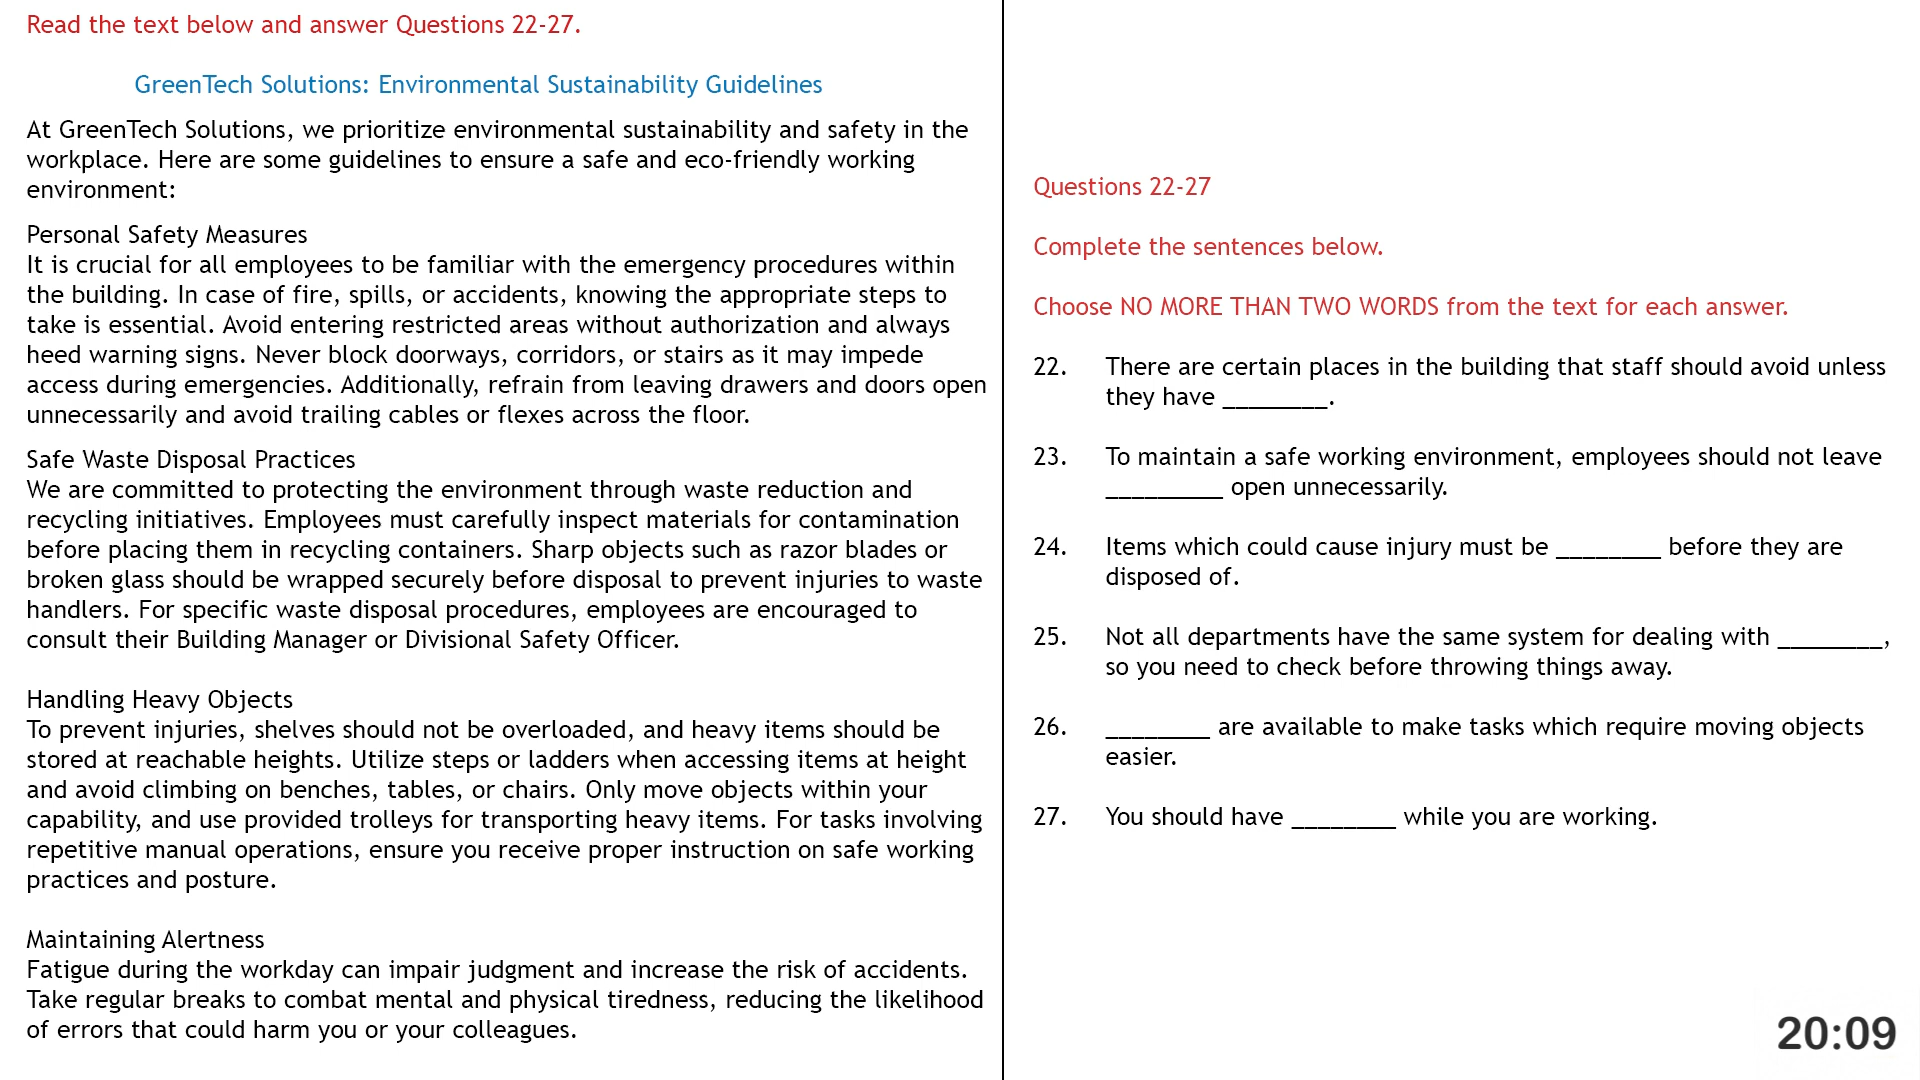 Read the text below and answer Questions 22-27.
GreenTech Solutions: Environmental Sustainability Guidelines
At GreenTech Solutions, we prioritize environmental sustainability and safety in the
workplace. Here are some guidelines to ensure a safe and eco-friendly working
environment:
Personal Safety Measures
It is crucial for all employees to be familiar with the emergency procedures within
the building. In case of fire, spills, or accidents, knowing the appropriate steps to
take is essential. Avoid entering restricted areas without authorization and always
heed warning signs. Never block doorways, corridors, or stairs as it may impede
access during emergencies. Additionally, refrain from leaving drawers and doors open
unnecessarily and avoid trailing cables or flexes across the floor.
Safe Waste Disposal Practices
We are committed to protecting the environment through waste reduction and
recycling initiatives. Employees must carefully inspect materials for contamination
before placing them in recycling containers. Sharp objects such as razor blades or
broken glass should be wrapped securely before disposal to prevent injuries to waste
handlers. For specific waste disposal procedures, employees are encouraged to
consult their Building Manager or Divisional Safety Officer.
Handling Heavy Objects
To prevent injuries, shelves should not be overloaded, and heavy items should be
stored at reachable heights. Utilize steps or ladders when accessing items at height
and avoid climbing on benches, tables, or chairs. Only move objects within your
capability, and use provided trolleys for transporting heavy items. For tasks involving
repetitive manual operations, ensure you receive proper instruction on safe working
practices and posture.
Maintaining Alertness
Fatigue during the workday can impair judgment and increase the risk of accidents.
Take regular breaks to combat mental and physical tiredness, reducing the likelihood
of errors that could harm you or your colleagues.
Questions 22-27
Complete the sentences below.
Choose NO MORE THAN TWO WORDS from the text for each answer.
22. There are certain places in the building that staff should avoid unless
they have ________.
23. To maintain a safe working environment, employees should not leave
_________ open unnecessarily.
24. Items which could cause injury must be ________ before they are
disposed of.
25. Not all departments have the same system for dealing with ________,
so you need to check before throwing things away.
26. ________ are available to make tasks which require moving objects
easier.
27. You should have ________ while you are working.
20:09